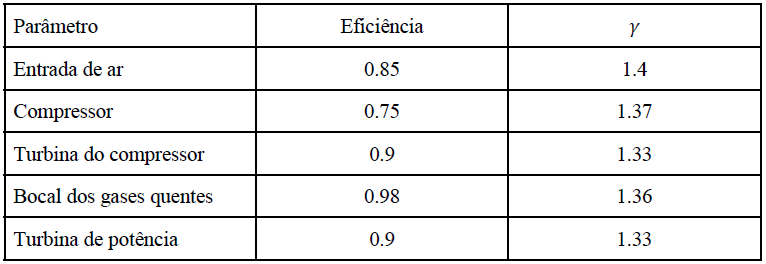 Parâmetro Eficiência γ
Entrada de ar 0.85 1.4
Compressor 0.75 1.37
Turbina do compressor 0.9 1.33
Bocal dos gases quentes 0.98 1.36
Turbina de potência 0.9 1.33